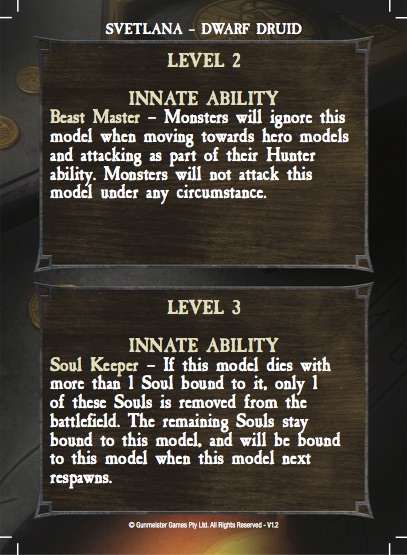 SVETLANA – DWARF DRUID
LEVEL 2
INNATE ABILITY
Beast Master – Monsters will ignore this
model when moving towards hero models
and attacking as part of their Hunter
ability. Monsters will not attack this
model under any circumstance.
LEVEL 3
INNATE ABILITY
Soul Keeper – If this model dies with
more than 1 Soul bound to it, only 1
of these Souls is removed from the
battlefield. The remaining Souls stay
bound to this model, and will be bound
to this model when this model next
respawns.
© Gunmeister Games Pty Ltd. All Rights Reserved - V1.2